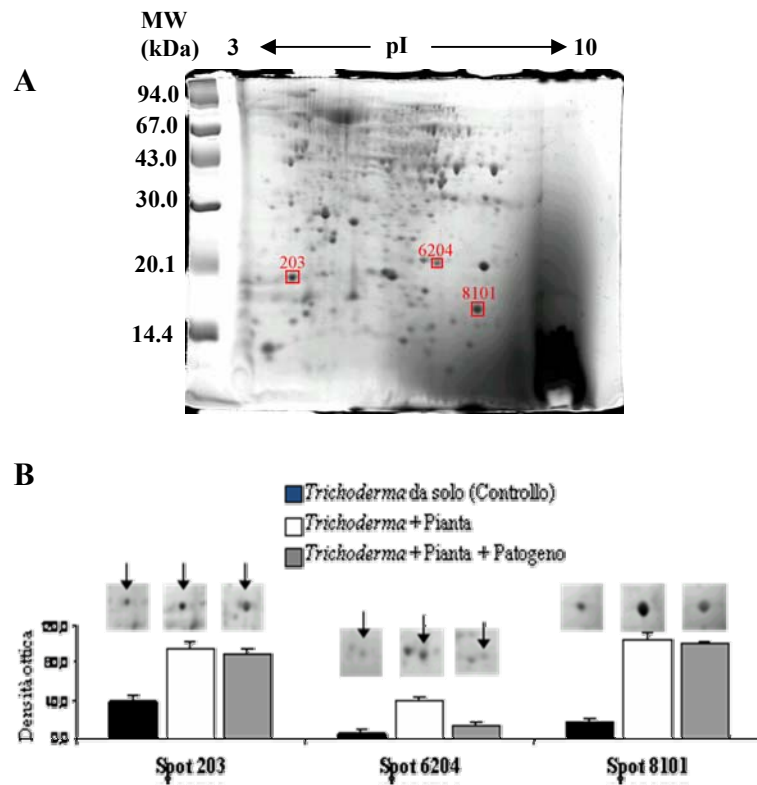 MW
(kDa) 3 pI 10
A
94.0
67.0
43.0
30.0
20.1
14.4
203
6204
8101
B
Trichoderma da solo (Controllo)
Trichoderma + Pianta
Trichoderma + Pianta + Patogeno
Densità ottica
Spot 203 Spot 6204 Spot 8101